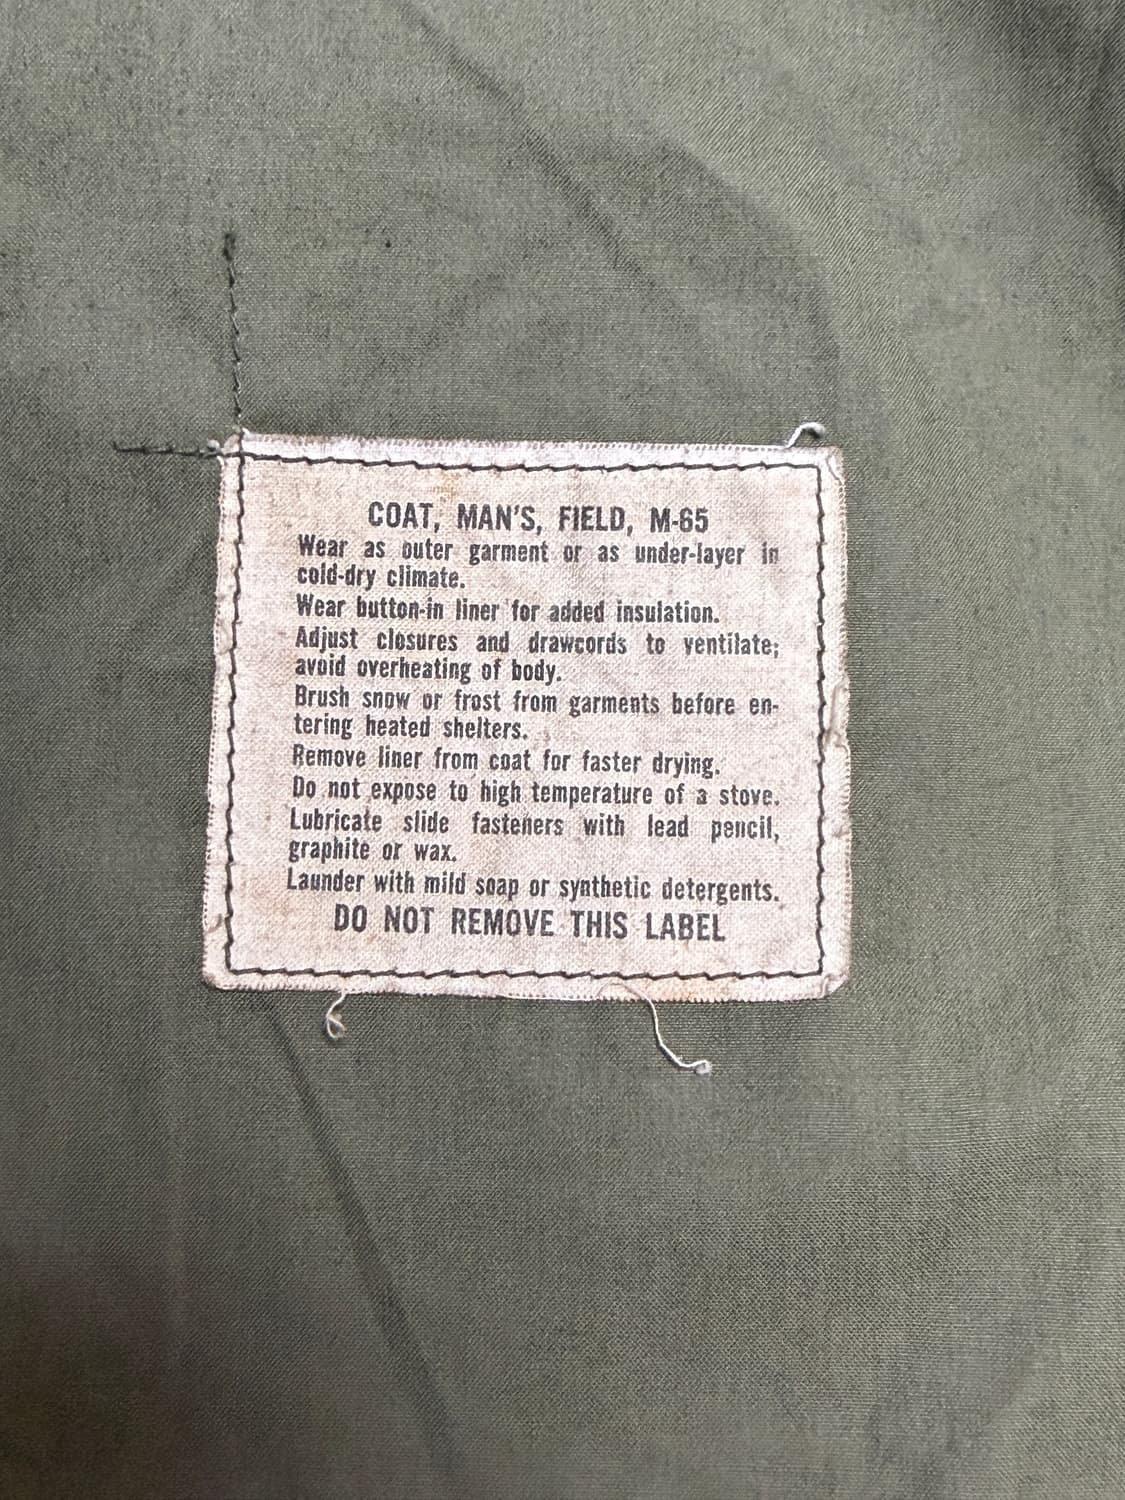 COAT, MAN'S, FIELD, M-65
Wear as outer garment or as under-layer in
cold-dry climate.
Wear button-in liner for added insulation.
Adjust closures and drawcords to ventilate;
avoid overheating of body.
Brush snow or frost from garments before en-
tering heated shelters.
Remove liner from coat for faster drying.
Do not expose to high temperature of a stove.
Lubricate slide fasteners with lead pencil,
graphite or wax.
Launder with mild soap or synthetic detergents.
DO NOT REMOVE THIS LABEL